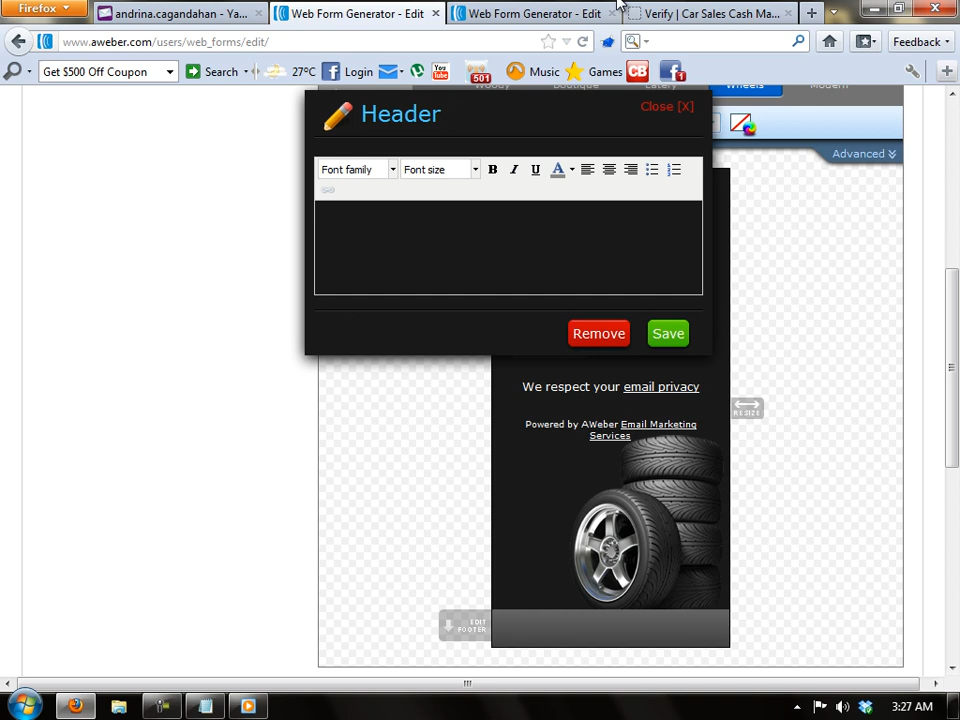 Firefox
andrina.cagandahan - Ya...
Web Form Generator - Edit
Web Form Generator - Edit
Verify | Car Sales Cash Ma...
www.aweber.com/users/web_forms/edit/
Feedback
Get $500 Off Coupon
Search
27°C
Login
You
Tube
501
Music
Games
CB
1
Wheels
Header
Close [X]
Advanced
Font family
Font size
B
I
U
A
Remove
Save
We respect your email privacy
RESIZE
Powered by AWeber Email Marketing
Services
EDIT
FOOTER
3:27 AM